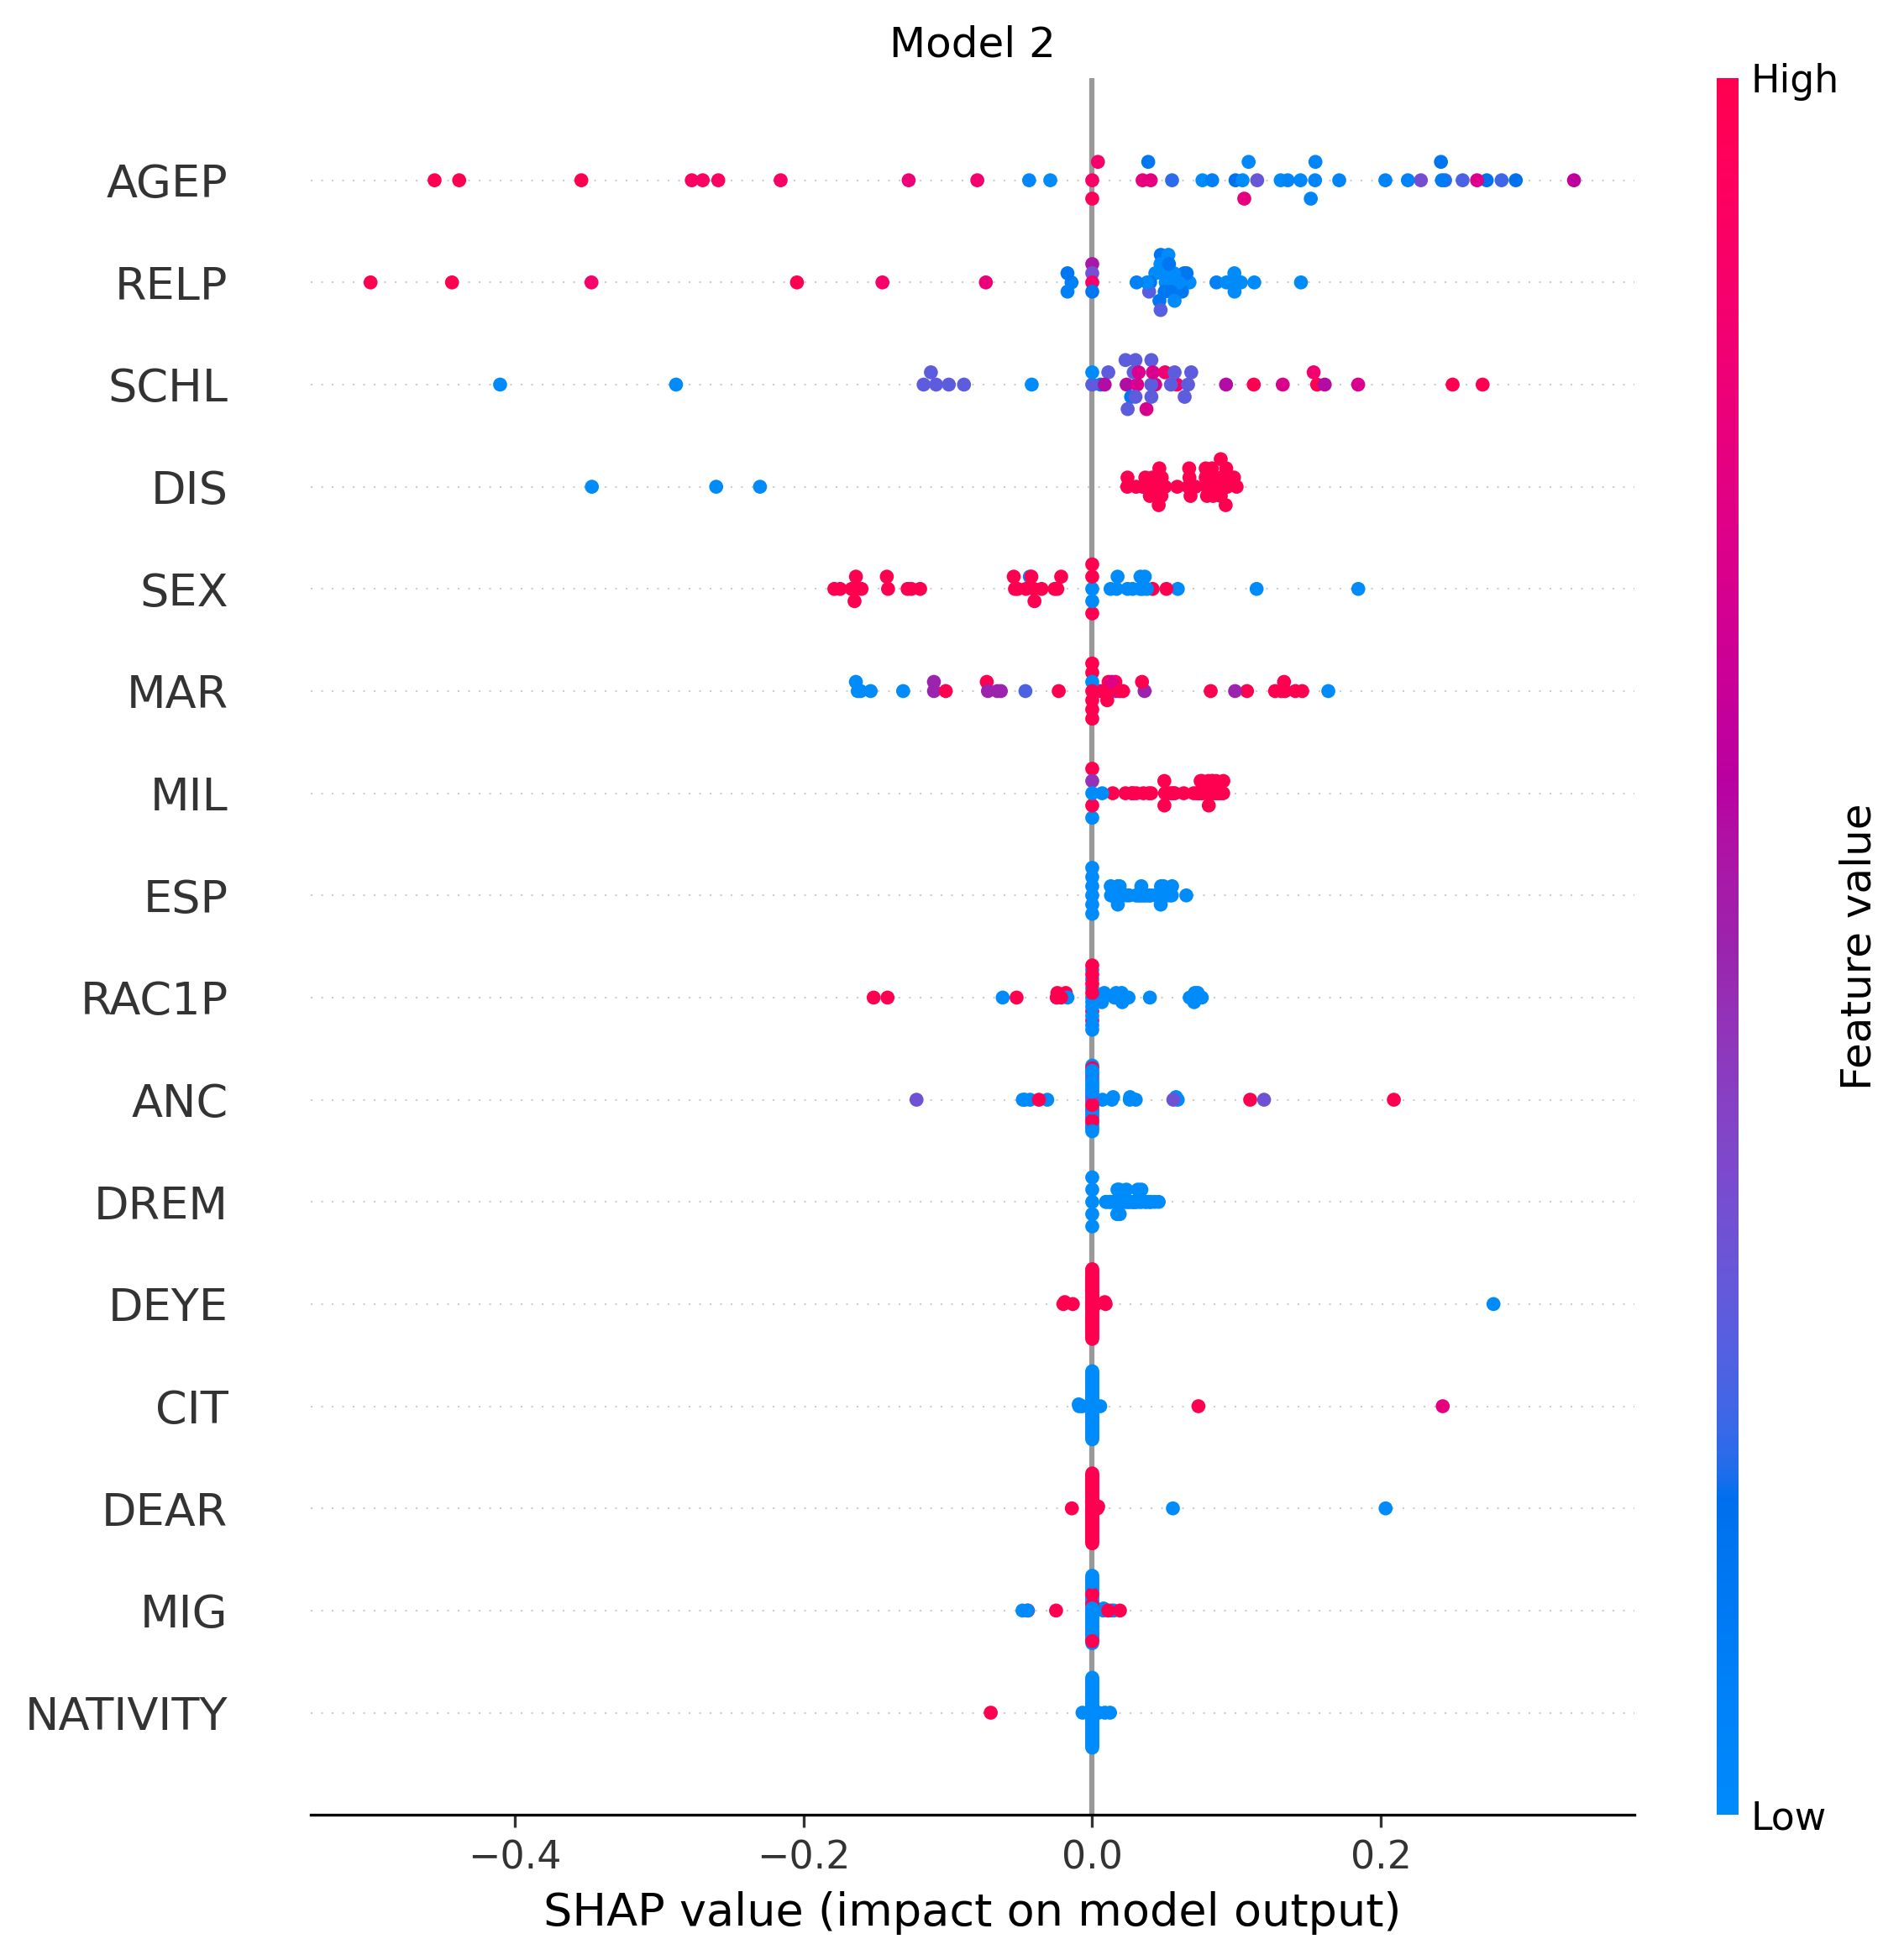 Model 2
High
AGEP
RELP
SCHL
DIS
SEX
MAR
MIL
ESP
RAC1P
ANC
DREM
DEYE
CIT
DEAR
MIG
NATIVITY
Feature value
Low
−0.4
−0.2
0.0
0.2
SHAP value (impact on model output)